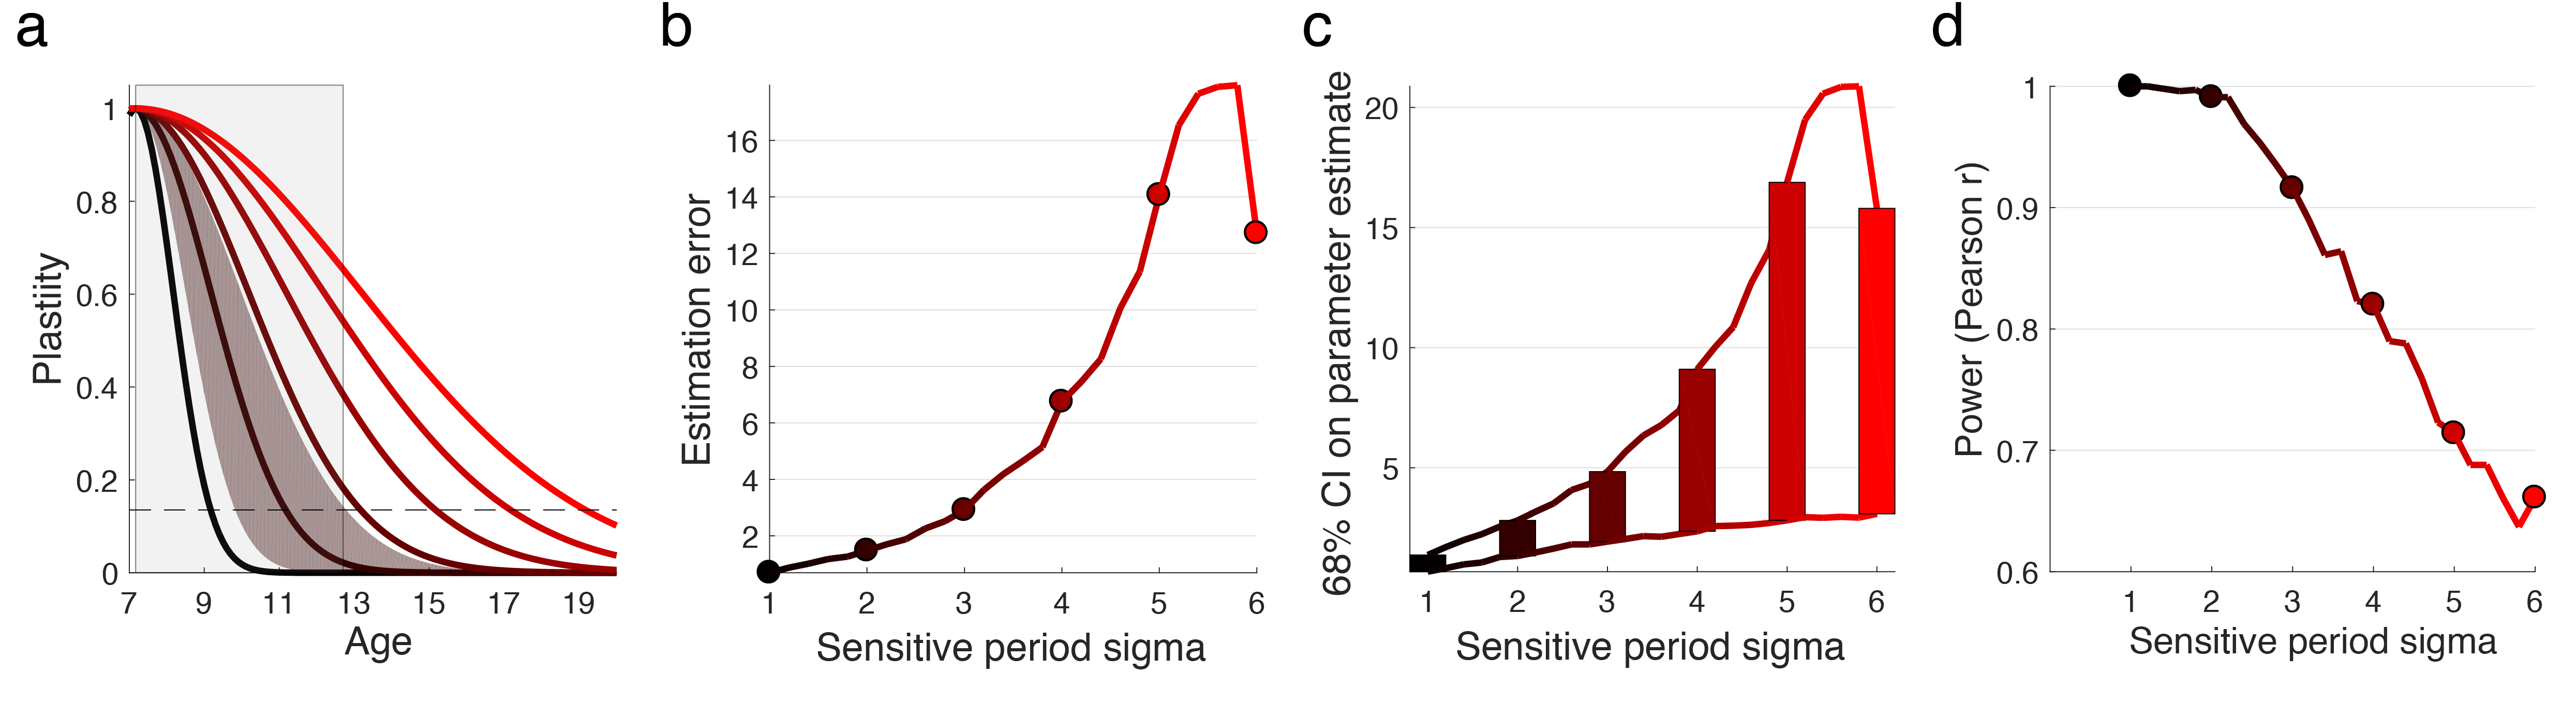 a
b
c
d
Plastiity
1
0.8
0.6
0.4
0.2
0
7 9 11 13 15 17 19
Age
Estimation error
16
14
12
10
8
6
4
2
1 2 3 4 5 6
Sensitive period sigma
68% CI on parameter estimate
20
15
10
5
1 2 3 4 5 6
Sensitive period sigma
Power (Pearson r)
1
0.9
0.8
0.7
0.6
1 2 3 4 5 6
Sensitive period sigma